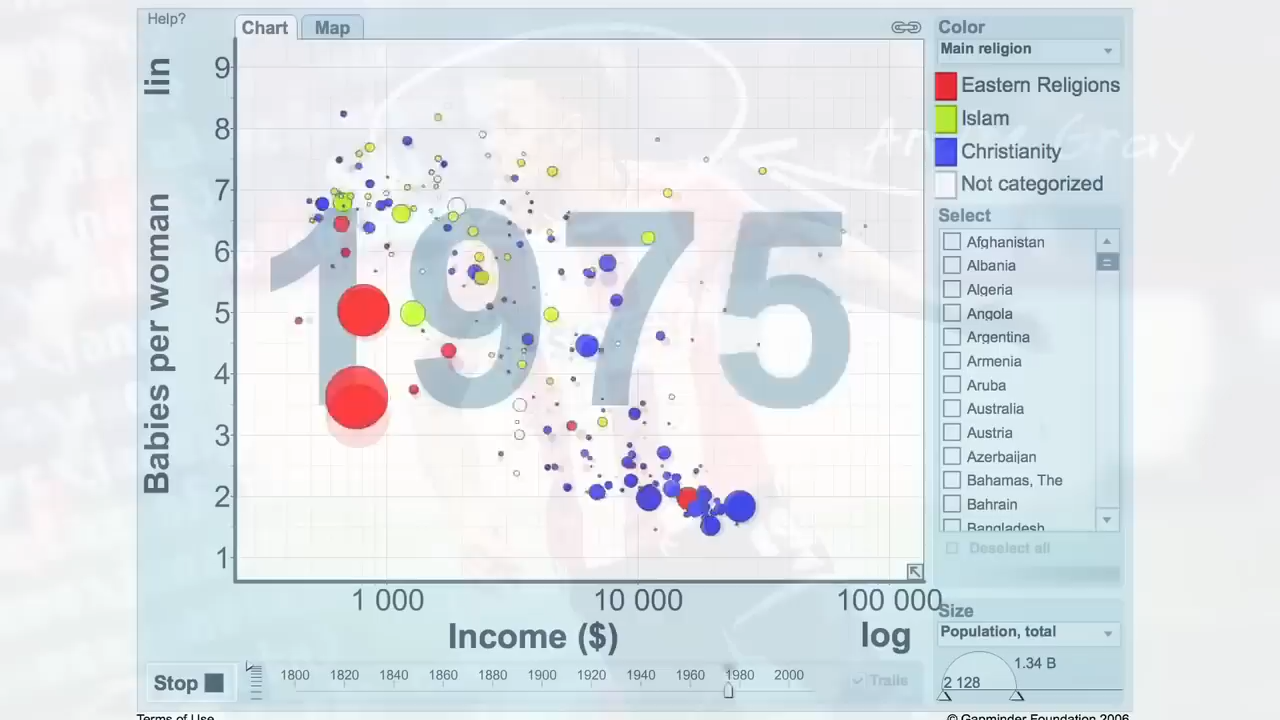 Help?
Chart
Map
lin
Babies per woman
9
8
7
6
5
4
3
2
1
1975
1 000
10 000
100 000
Income ($)
log
Color
Main religion
Eastern Religions
Islam
Christianity
Not categorized
Gray
Select
Afghanistan
Albania
Algeria
Angola
Argentina
Armenia
Aruba
Australia
Austria
Azerbaijan
Bahamas, The
Bahrain
Bangladesh
Deselect all
Size
Population, total
1.34 B
2 128
Stop
1800
1820
1840
1860
1880
1900
1920
1940
1960
1980
2000
Trails
Terms of Use
© Gapminder Foundation 2006